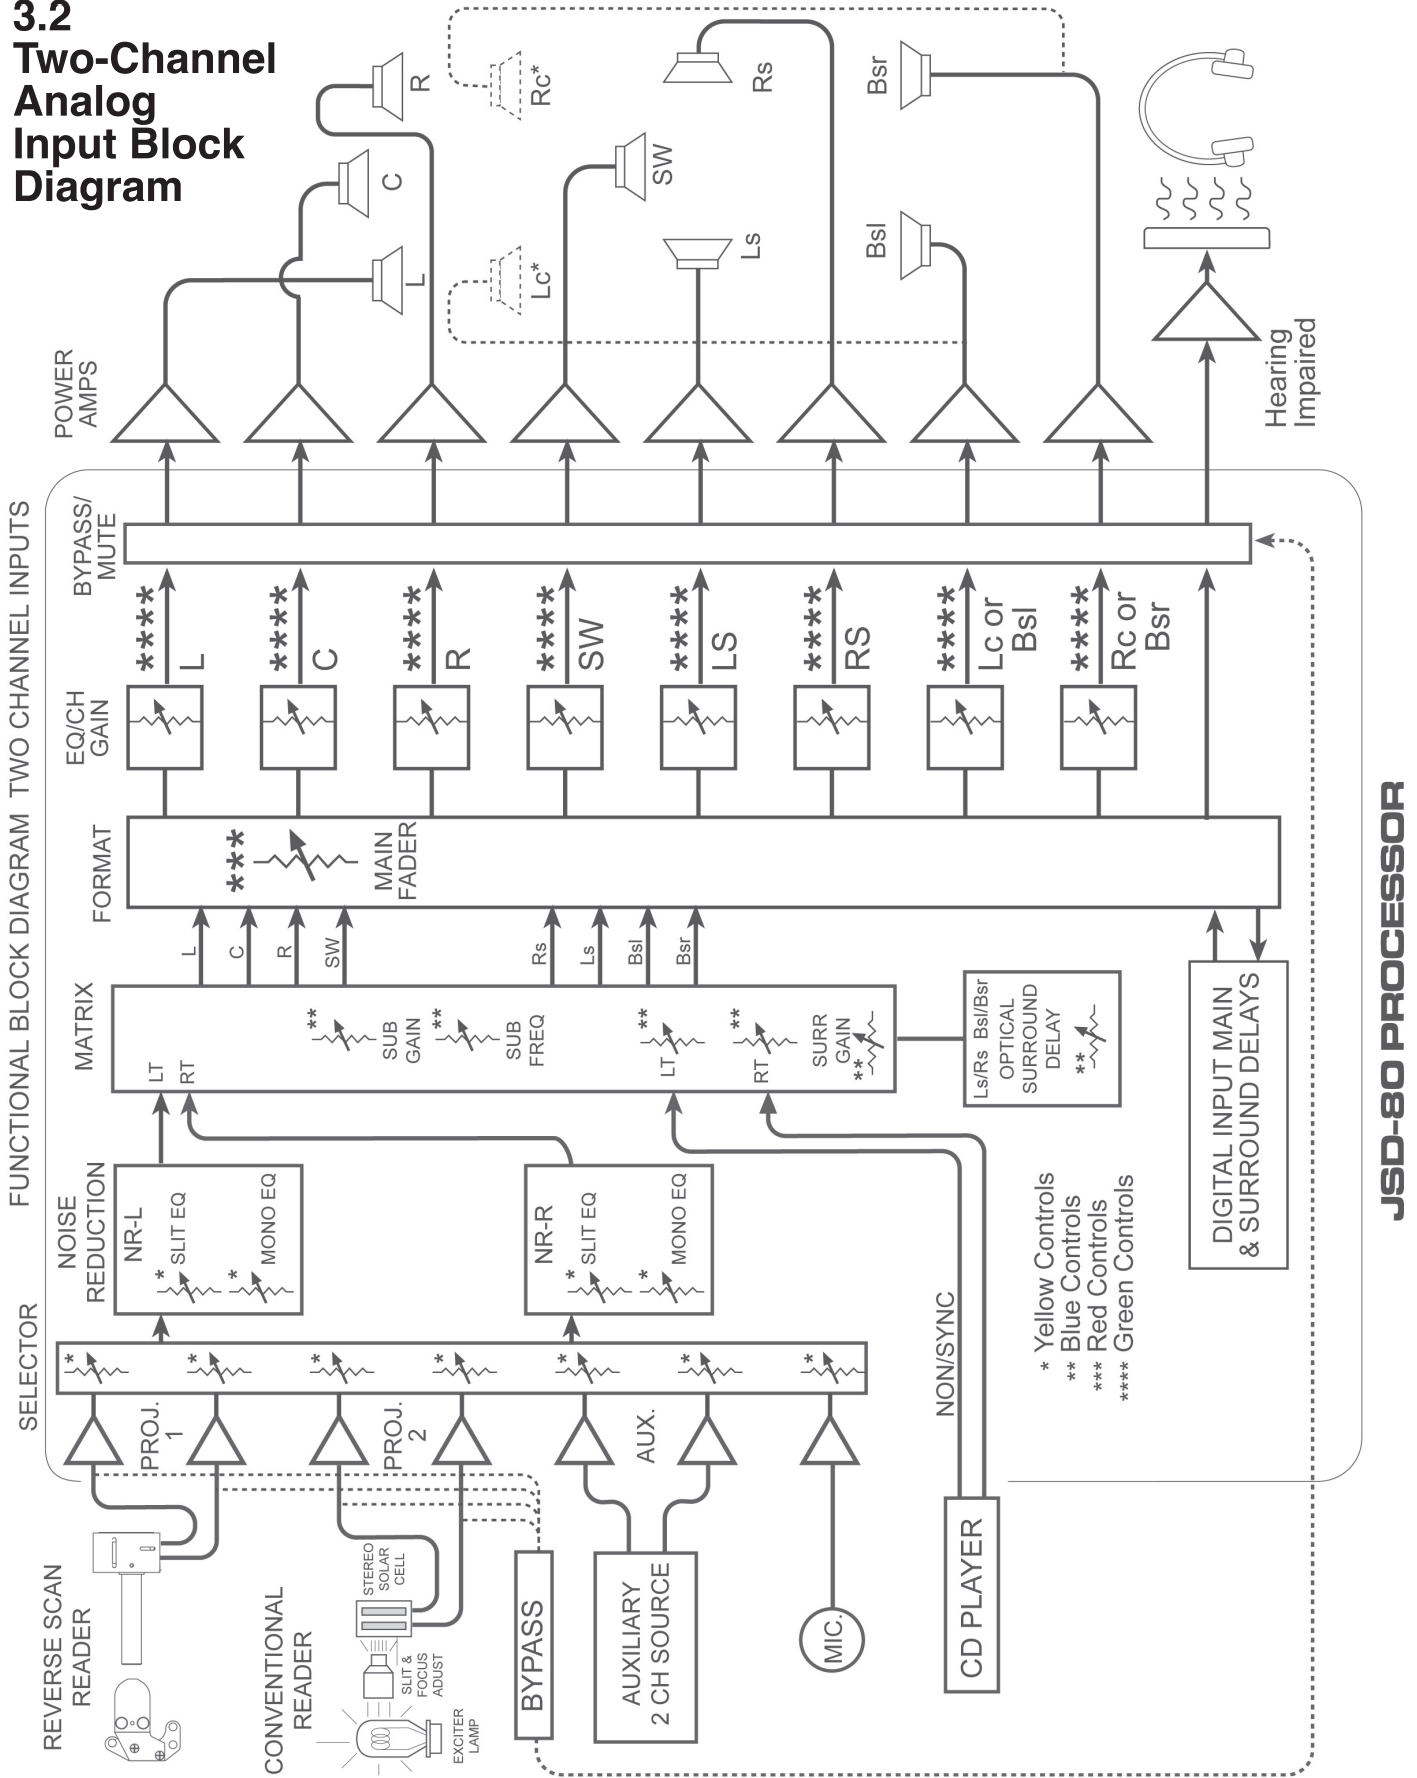 3.2
Two-Channel
Analog
Input Block
Diagram
FUNCTIONAL BLOCK DIAGRAM TWO CHANNEL INPUTS
REVERSE SCAN
READER
CONVENTIONAL
READER
EXCITER
LAMP
SLIT &
FOCUS
ADUST
STEREO
SOLAR
CELL
BYPASS
AUXILIARY
2 CH SOURCE
MIC.
CD PLAYER
NON/SYNC
SELECTOR
PROJ.
1
PROJ.
2
AUX.
*
*
*
*
*
*
*
NOISE
REDUCTION
NR-L
* SLIT EQ
* MONO EQ
NR-R
* SLIT EQ
* MONO EQ
MATRIX
LT
RT
**
SUB
GAIN
**
SUB
FREQ
**
LT
**
RT
SURR
GAIN
**
Ls/Rs Bsl/Bsr
OPTICAL
SURROUND
DELAY
**
L
C
R
SW
Rs
Ls
Bsl
Bsr
FORMAT
***
MAIN
FADER
DIGITAL INPUT MAIN
& SURROUND DELAYS
* Yellow Controls
** Blue Controls
*** Red Controls
**** Green Controls
EQ/CH
GAIN
****
L
****
C
****
R
****
SW
****
LS
****
RS
****
Lc or
Bsl
****
Rc or
Bsr
BYPASS/
MUTE
POWER
AMPS
L
C
R
Lc*
Rc*
SW
Ls
Rs
Bsl
Bsr
Hearing
Impaired
JSD-80 PROCESSOR